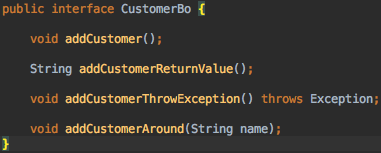 public interface CustomerBo {
void addCustomer();
String addCustomerReturnValue();
void addCustomerThrowException() throws Exception;
void addCustomerAround(String name);
}